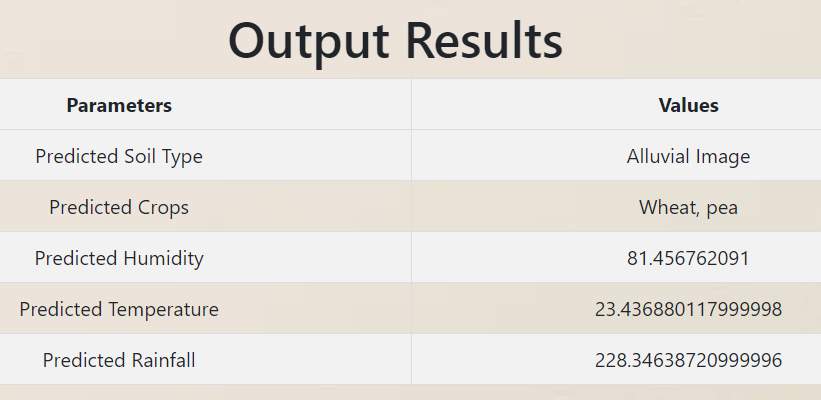 Output Results
Parameters Values
Predicted Soil Type Alluvial Image
Predicted Crops Wheat, pea
Predicted Humidity 81.456762091
Predicted Temperature 23.436880117999998
Predicted Rainfall 228.34638720999996